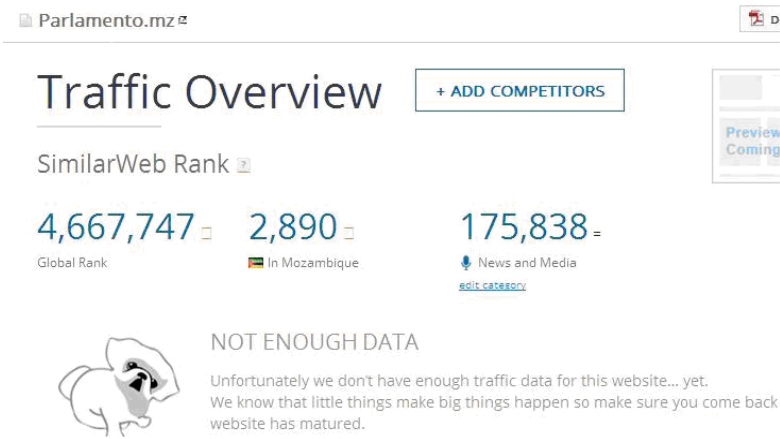 Parlamento.mz
Traffic Overview
+ ADD COMPETITORS
Preview
Coming
SimilarWeb Rank ?
4,667,747 2,890 175,838 =
Global Rank In Mozambique News and Media
edit category
NOT ENOUGH DATA
Unfortunately we don't have enough traffic data for this website... yet.
We know that little things make big things happen so make sure you come back
website has matured.